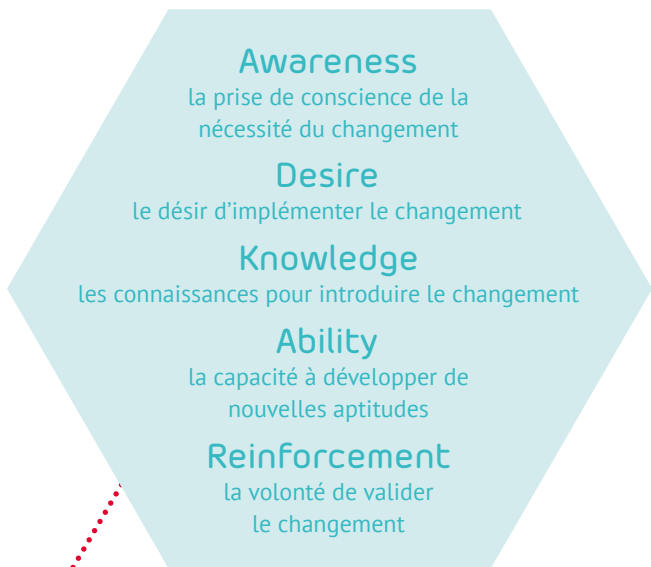 Awareness
la prise de conscience de la
nécessité du changement
Desire
le désir d'implémenter le changement
Knowledge
les connaissances pour introduire le changement
Ability
la capacité à développer de
nouvelles aptitudes
Reinforcement
la volonté de valider
le changement